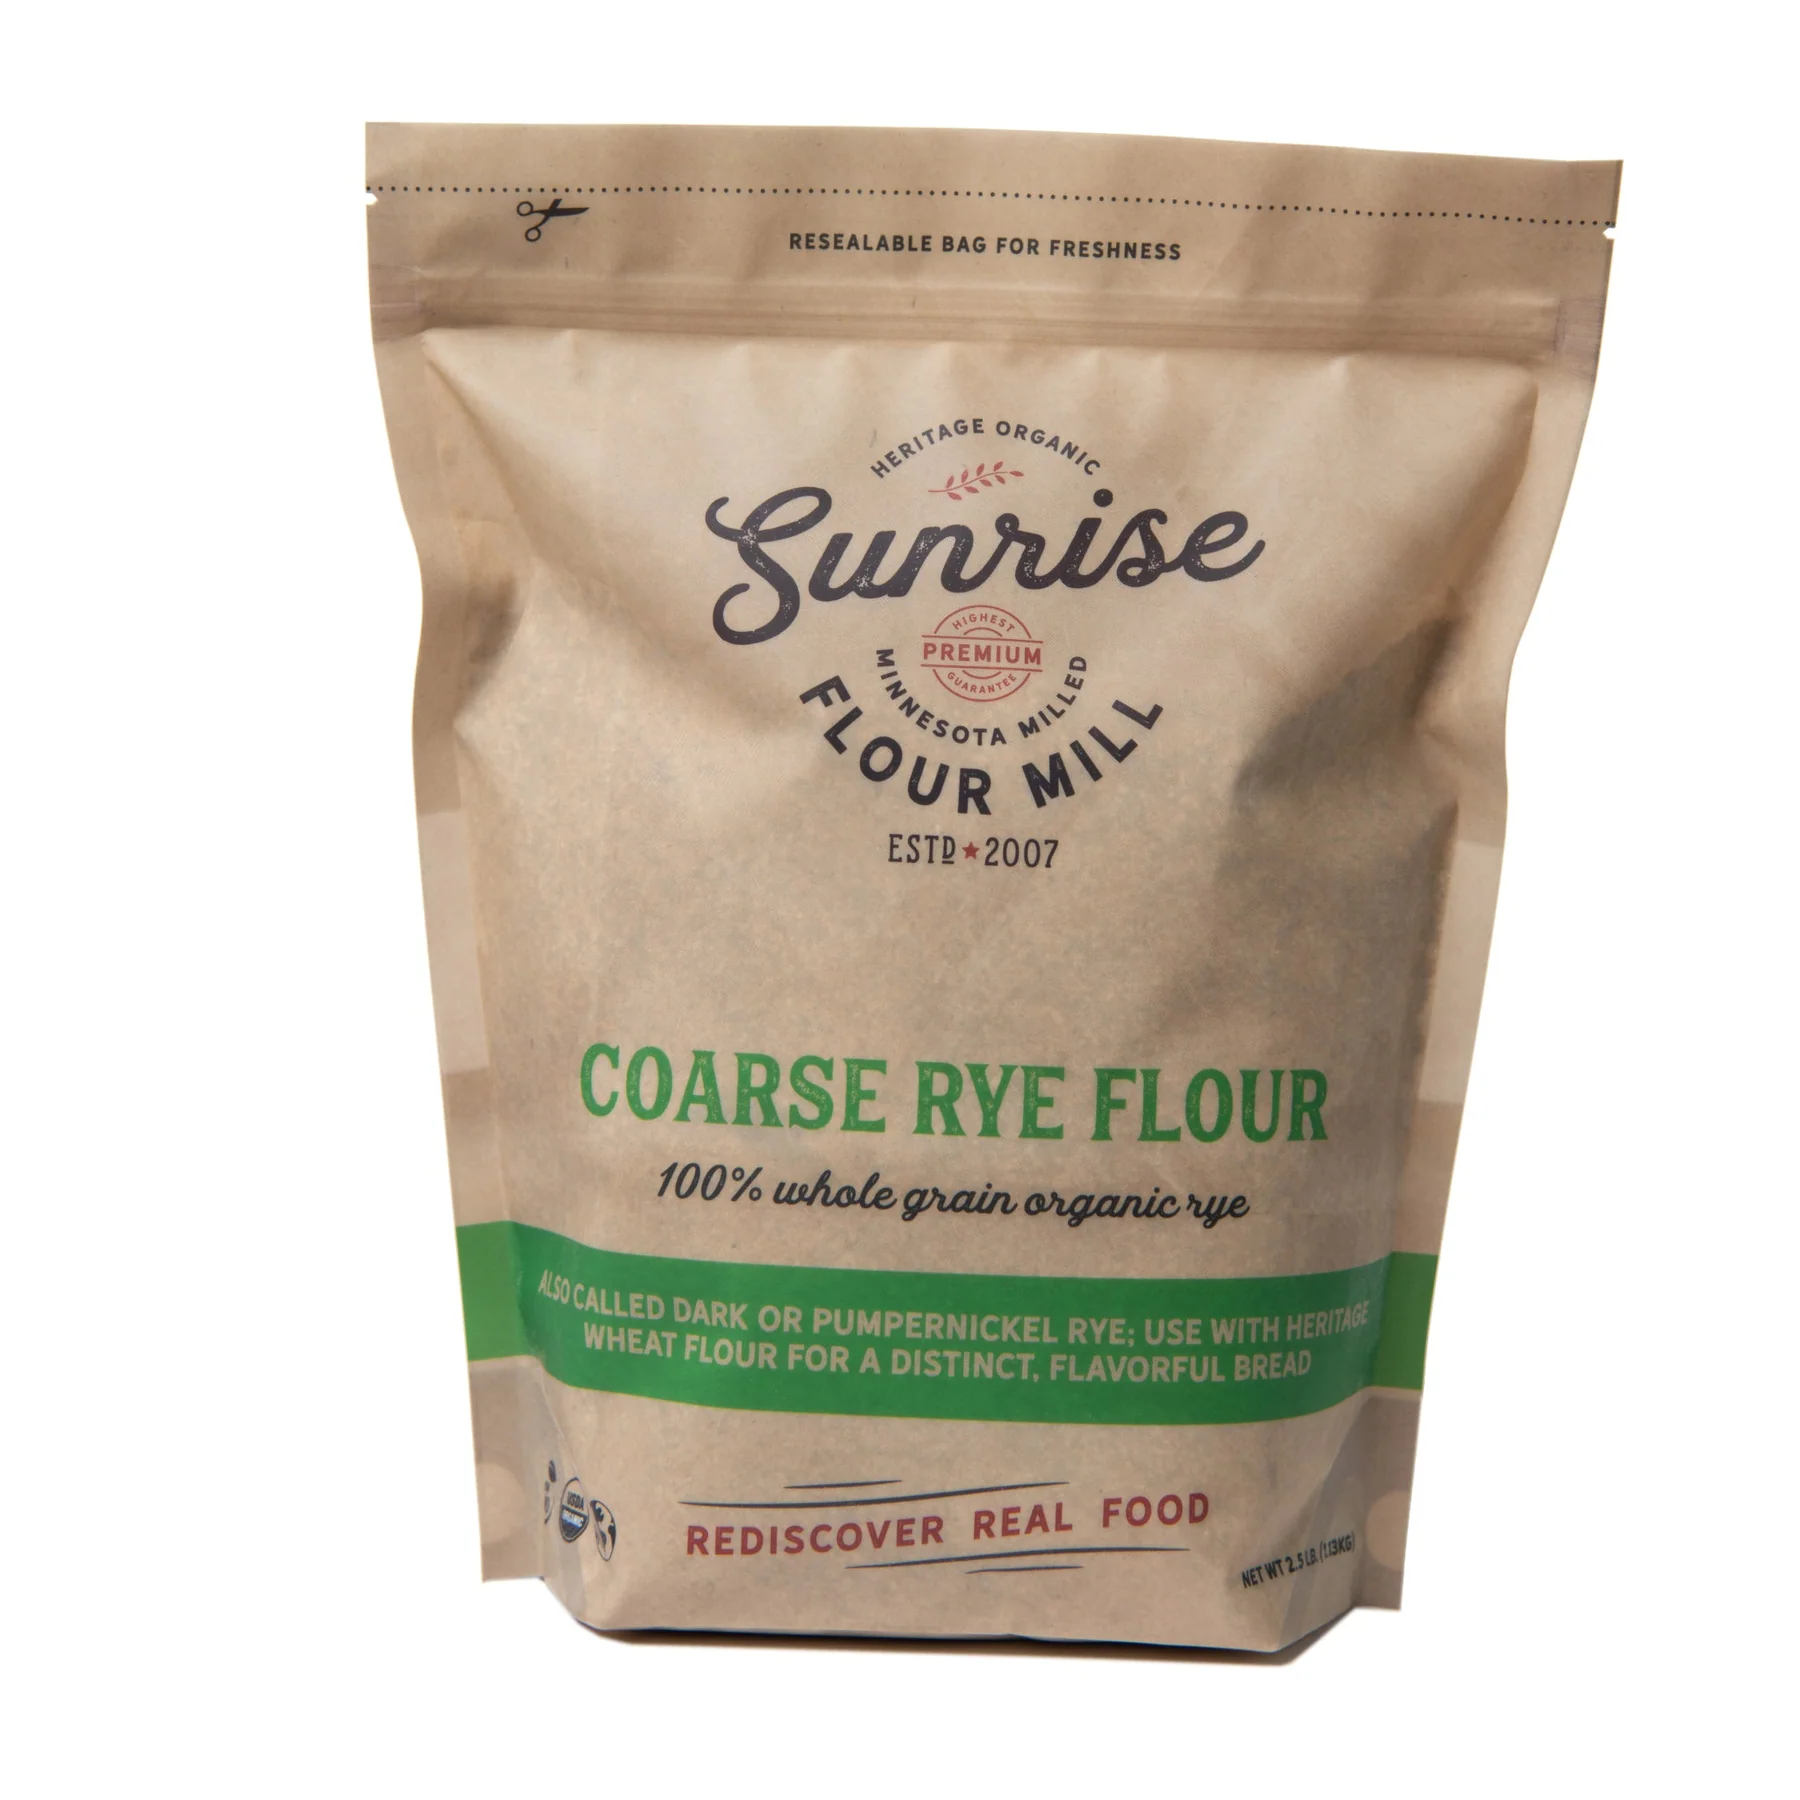 RESEALABLE BAG FOR FRESHNESS
HERITAGE ORGANIC
Sunrise
HIGHEST
PREMIUM
GUARANTEE
MINNESOTA MILLED
FLOUR MILL
ESTD★2007
COARSE RYE FLOUR
100% whole grain organic rye
ALSO CALLED DARK OR PUMPERNICKEL RYE; USE WITH HERITAGE
WHEAT FLOUR FOR A DISTINCT, FLAVORFUL BREAD
USDA
ORGANIC
REDISCOVER REAL FOOD
NET WT 2.5 LB. (1.13KG)